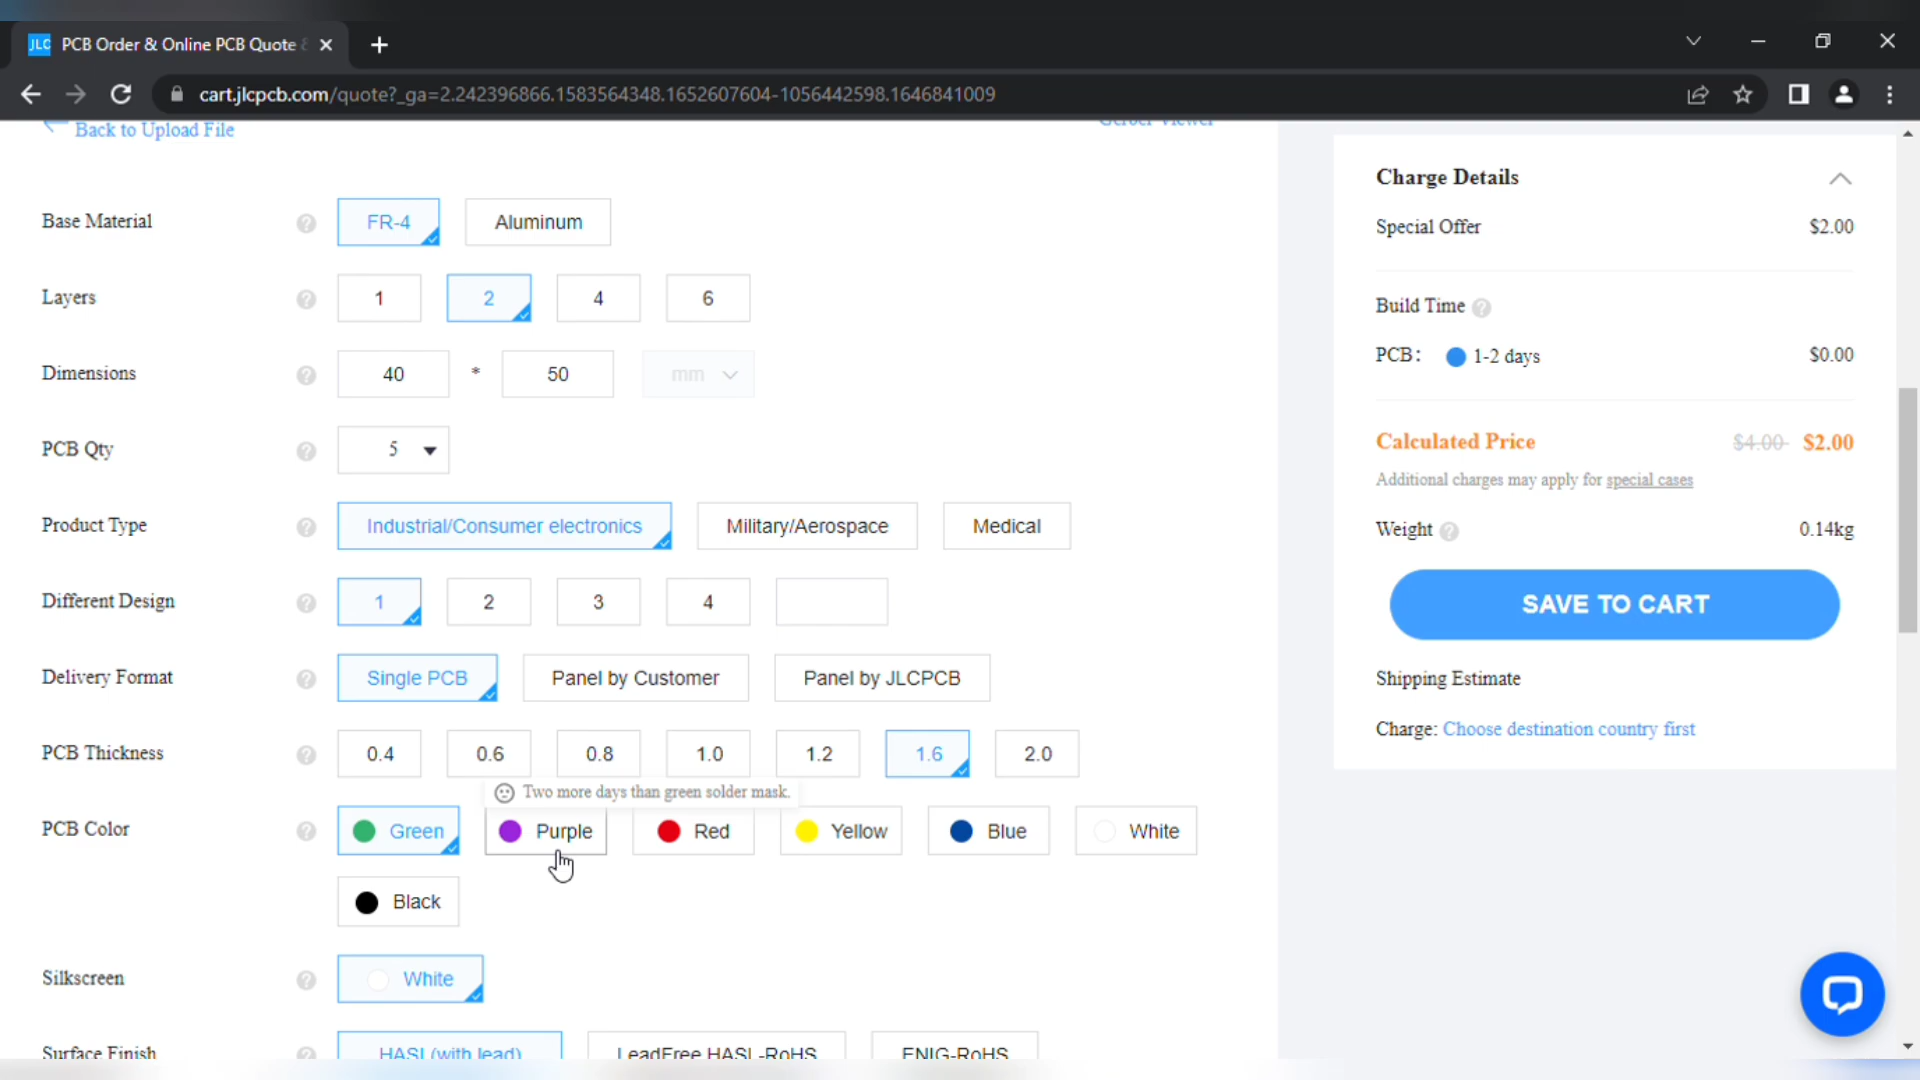 JLC PCB Order & Online PCB Quote &
cart.jlcpcb.com/quote?_ga=2.242396866.1583564348.1652607604-1056442598.1646841009
Back to Upload File
Gerber Viewer
Base Material ? FR-4 Aluminum
Layers ? 1 2 4 6
Dimensions ? 40 * 50 mm
PCB Qty ? 5
Product Type ? Industrial/Consumer electronics Military/Aerospace Medical
Different Design ? 1 2 3 4
Delivery Format ? Single PCB Panel by Customer Panel by JLCPCB
PCB Thickness ? 0.4 0.6 0.8 1.0 1.2 1.6 2.0
Two more days than green solder mask.
PCB Color ? Green Purple Red Yellow Blue White
Black
Silkscreen ? White
Surface Finish ? HASL(with lead) LeadFree HASL-RoHS ENIG-RoHS
Charge Details
Special Offer $2.00
Build Time ?
PCB: 1-2 days $0.00
Calculated Price $4.00 $2.00
Additional charges may apply for special cases
Weight ? 0.14kg
SAVE TO CART
Shipping Estimate
Charge: Choose destination country first